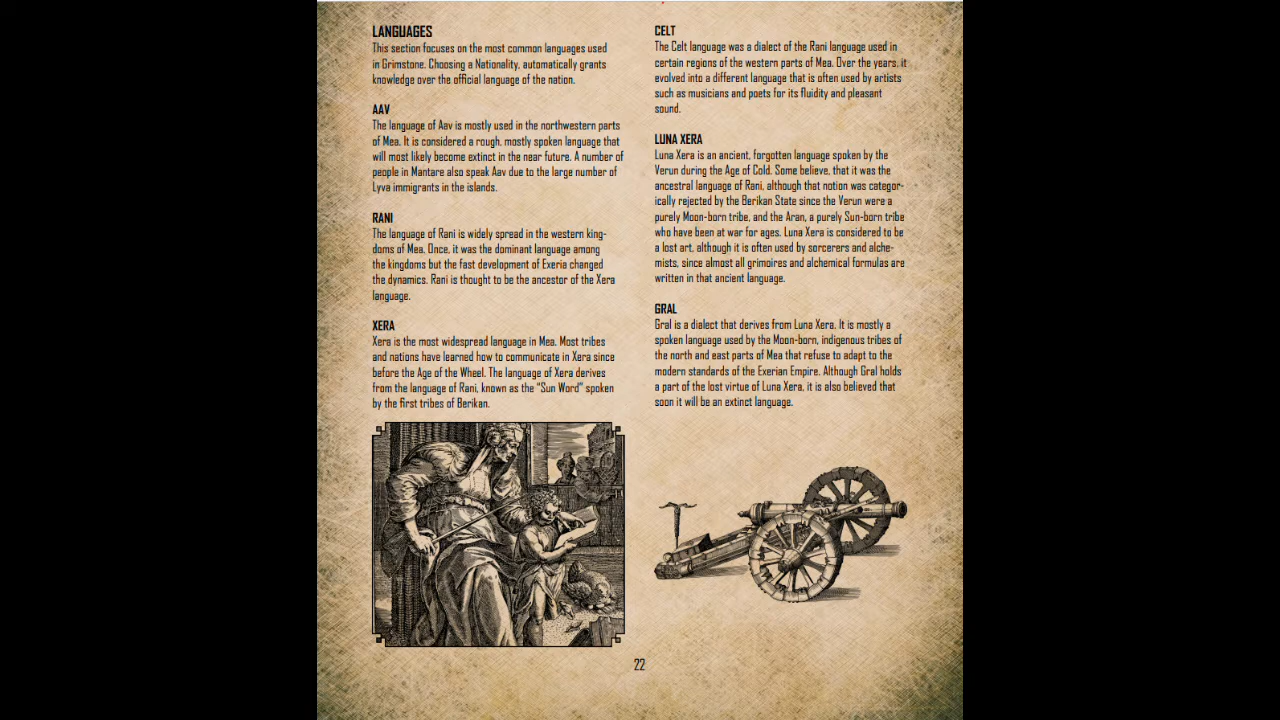 LANGUAGES
This section focuses on the most common languages used
in Grimstone. Choosing a Nationality, automatically grants
knowledge over the official language of the nation.
AAV
The language of Aav is mostly used in the northwestern parts
of Mea. It is considered a rough, mostly spoken language that
will most likely become extinct in the near future. A number of
people in Mantare also speak Aav due to the large number of
Lyva immigrants in the islands.
RANI
The language of Rani is widely spread in the western king-
doms of Mea. Once, it was the dominant language among
the kingdoms but the fast development of Exeria changed
the dynamics. Rani is thought to be the ancestor of the Xera
language.
XERA
Xera is the most widespread language in Mea. Most tribes
and nations have learned how to communicate in Xera since
before the Age of the Wheel. The language of Xera derives
from the language of Rani, known as the “Sun Word” spoken
by the first tribes of Berikan.
CELT
The Celt language was a dialect of the Rani language used in
certain regions of the western parts of Mea. Over the years, it
evolved into a different language that is often used by artists
such as musicians and poets for its fluidity and pleasant
sound.
LUNA XERA
Luna Xera is an ancient, forgotten language spoken by the
Verun during the Age of Cold. Some believe, that it was the
ancestral language of Rani, although that notion was categor-
ically rejected by the Berikan State since the Verun were a
purely Moon-born tribe, and the Aran, a purely Sun-born tribe
who have been at war for ages. Luna Xera is considered to be
a lost art, although it is often used by sorcerers and alche-
mists, since almost all grimoires and alchemical formulas are
written in that ancient language.
GRAL
Gral is a dialect that derives from Luna Xera. It is mostly a
spoken language used by the Moon-born, indigenous tribes of
the north and east parts of Mea that refuse to adapt to the
modern standards of the Exerian Empire. Although Gral holds
a part of the lost virtue of Luna Xera, it is also believed that
soon it will be an extinct language.
22